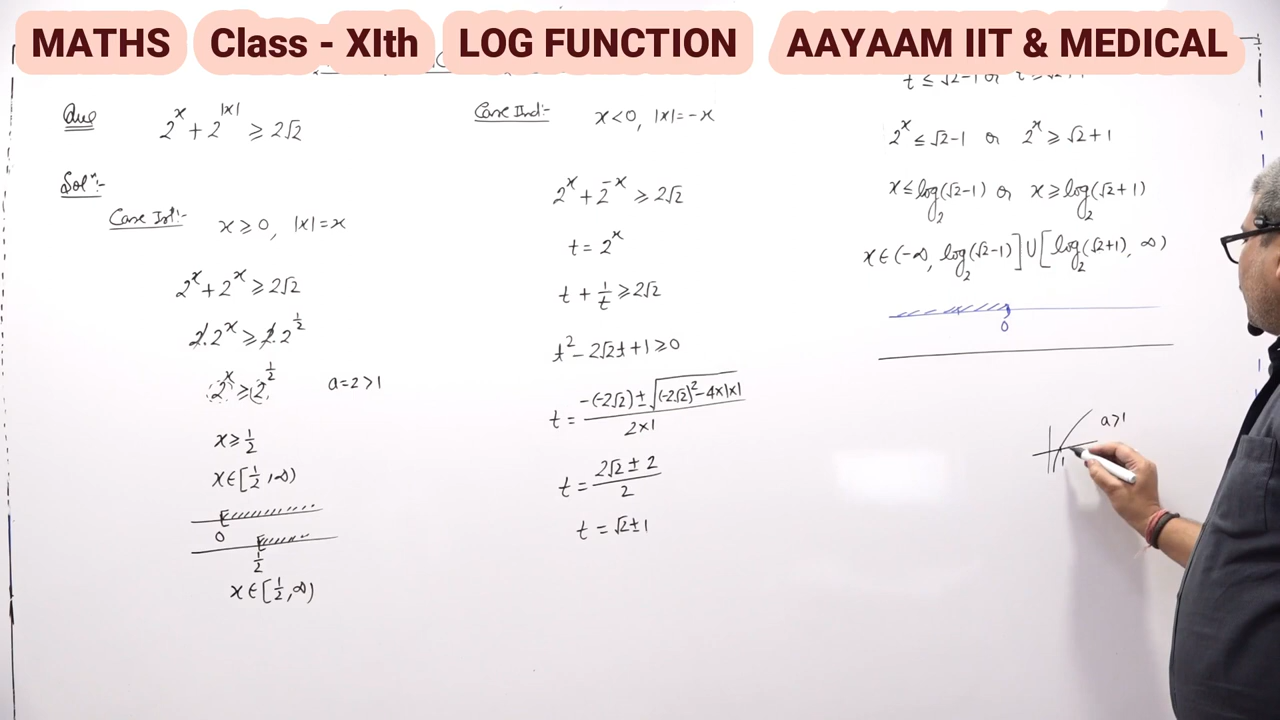 MATHS Class - XIth LOG FUNCTION AAYAAM IIT & MEDICAL
Que 2^x + 2^|x| ≥ 2√2
Solⁿ:-
Case Ist:- x ≥ 0, |x| = x
2^x + 2^x ≥ 2√2
2.2^x ≥ 2.2^(1/2)
2^x ≥ 2^(1/2) a=2>1
x ≥ 1/2
x∈[1/2, ∞)
0
1/2
x∈[1/2, ∞)
Case IInd:- x<0, |x|=-x
2^x + 2^-x ≥ 2√2
t = 2^x
t + 1/t ≥ 2√2
t² - 2√2t + 1 ≥ 0
t = (-(-2√2) ± √((-2√2)² - 4×1×1))/(2×1)
t = (2√2 ± 2)/2
t = √2 ± 1
t ≤ √2-1 or
2^x ≤ √2-1 or 2^x ≥ √2+1
x ≤ log₂(√2-1) or x ≥ log₂(√2+1)
x∈(-∞, log₂(√2-1)] ∪ [log₂(√2+1), ∞)
0
a>1
1